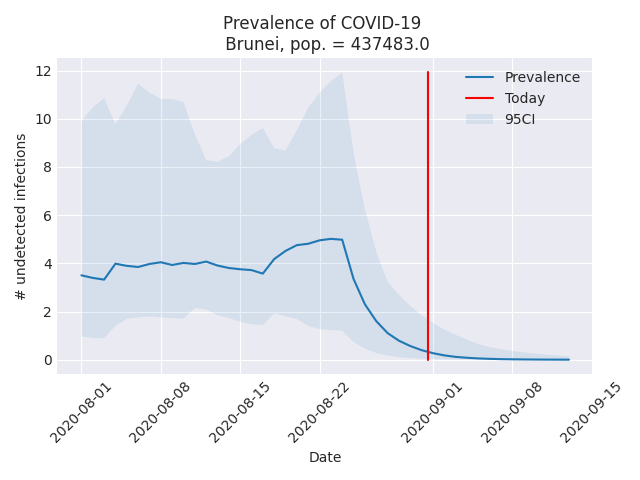 Prevalence of COVID-19
Brunei, pop. = 437483.0
12
10
8
6
4
2
0
# undetected infections
Prevalence
Today
95CI
2020-08-01
2020-08-08
2020-08-15
2020-08-22
2020-09-01
2020-09-08
2020-09-15
Date